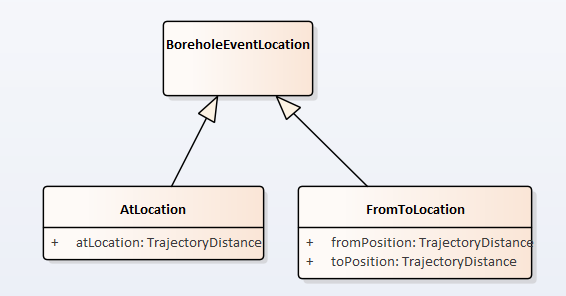 BoreholeEventLocation
AtLocation
+ atLocation: TrajectoryDistance
FromToLocation
+ fromPosition: TrajectoryDistance
+ toPosition: TrajectoryDistance